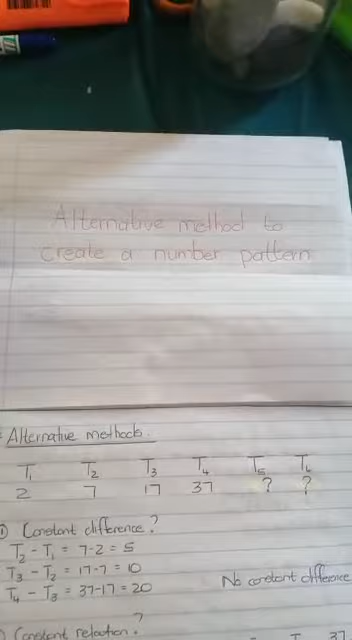 Alternative method to
create a number pattern
Alternative methods.
T₁ T₂ T₃ T₄ T₅ T₆
2 7 17 37 ? ?
① Constant difference?
T₂ - T₁ = 7-2 = 5
T₃ - T₂ = 17-7 = 10
T₄ - T₃ = 37-17 = 20 No constant difference
) Constant